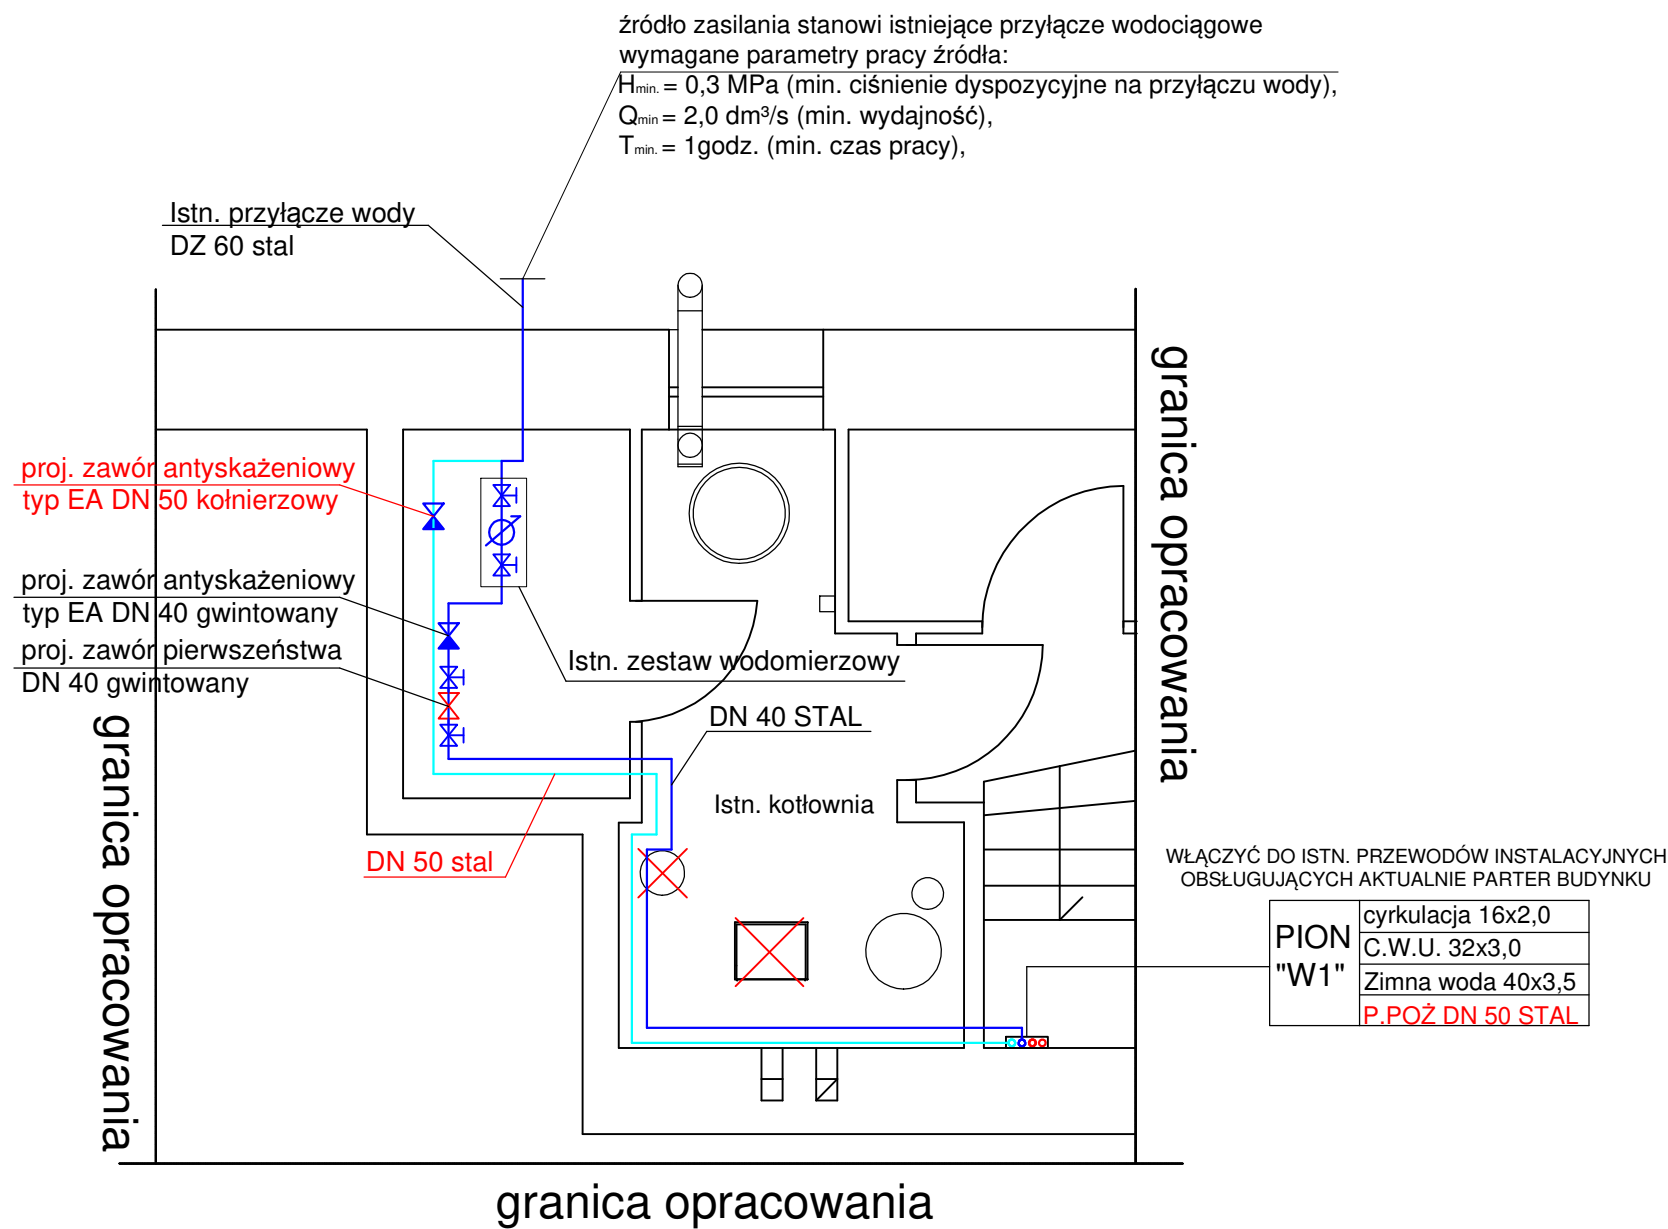 źródło zasilania stanowi istniejące przyłącze wodociągowe
wymagane parametry pracy źródła:
Hmin. = 0,3 MPa (min. ciśnienie dyspozycyjne na przyłączu wody),
Qmin = 2,0 dm³/s (min. wydajność),
Tmin. = 1godz. (min. czas pracy),
Istn. przyłącze wody
DZ 60 stal
proj. zawór antyskażeniowy
typ EA DN 50 kołnierzowy
proj. zawór antyskażeniowy
typ EA DN 40 gwintowany
proj. zawór pierwszeństwa
DN 40 gwintowany
Istn. zestaw wodomierzowy
DN 40 STAL
Istn. kotłownia
DN 50 stal
granica opracowania
granica opracowania
WŁĄCZYĆ DO ISTN. PRZEWODÓW INSTALACYJNYCH
OBSŁUGUJĄCYCH AKTUALNIE PARTER BUDYNKU
PION
"W1"
cyrkulacja 16x2,0
C.W.U. 32x3,0
Zimna woda 40x3,5
P.POŻ DN 50 STAL
granica opracowania